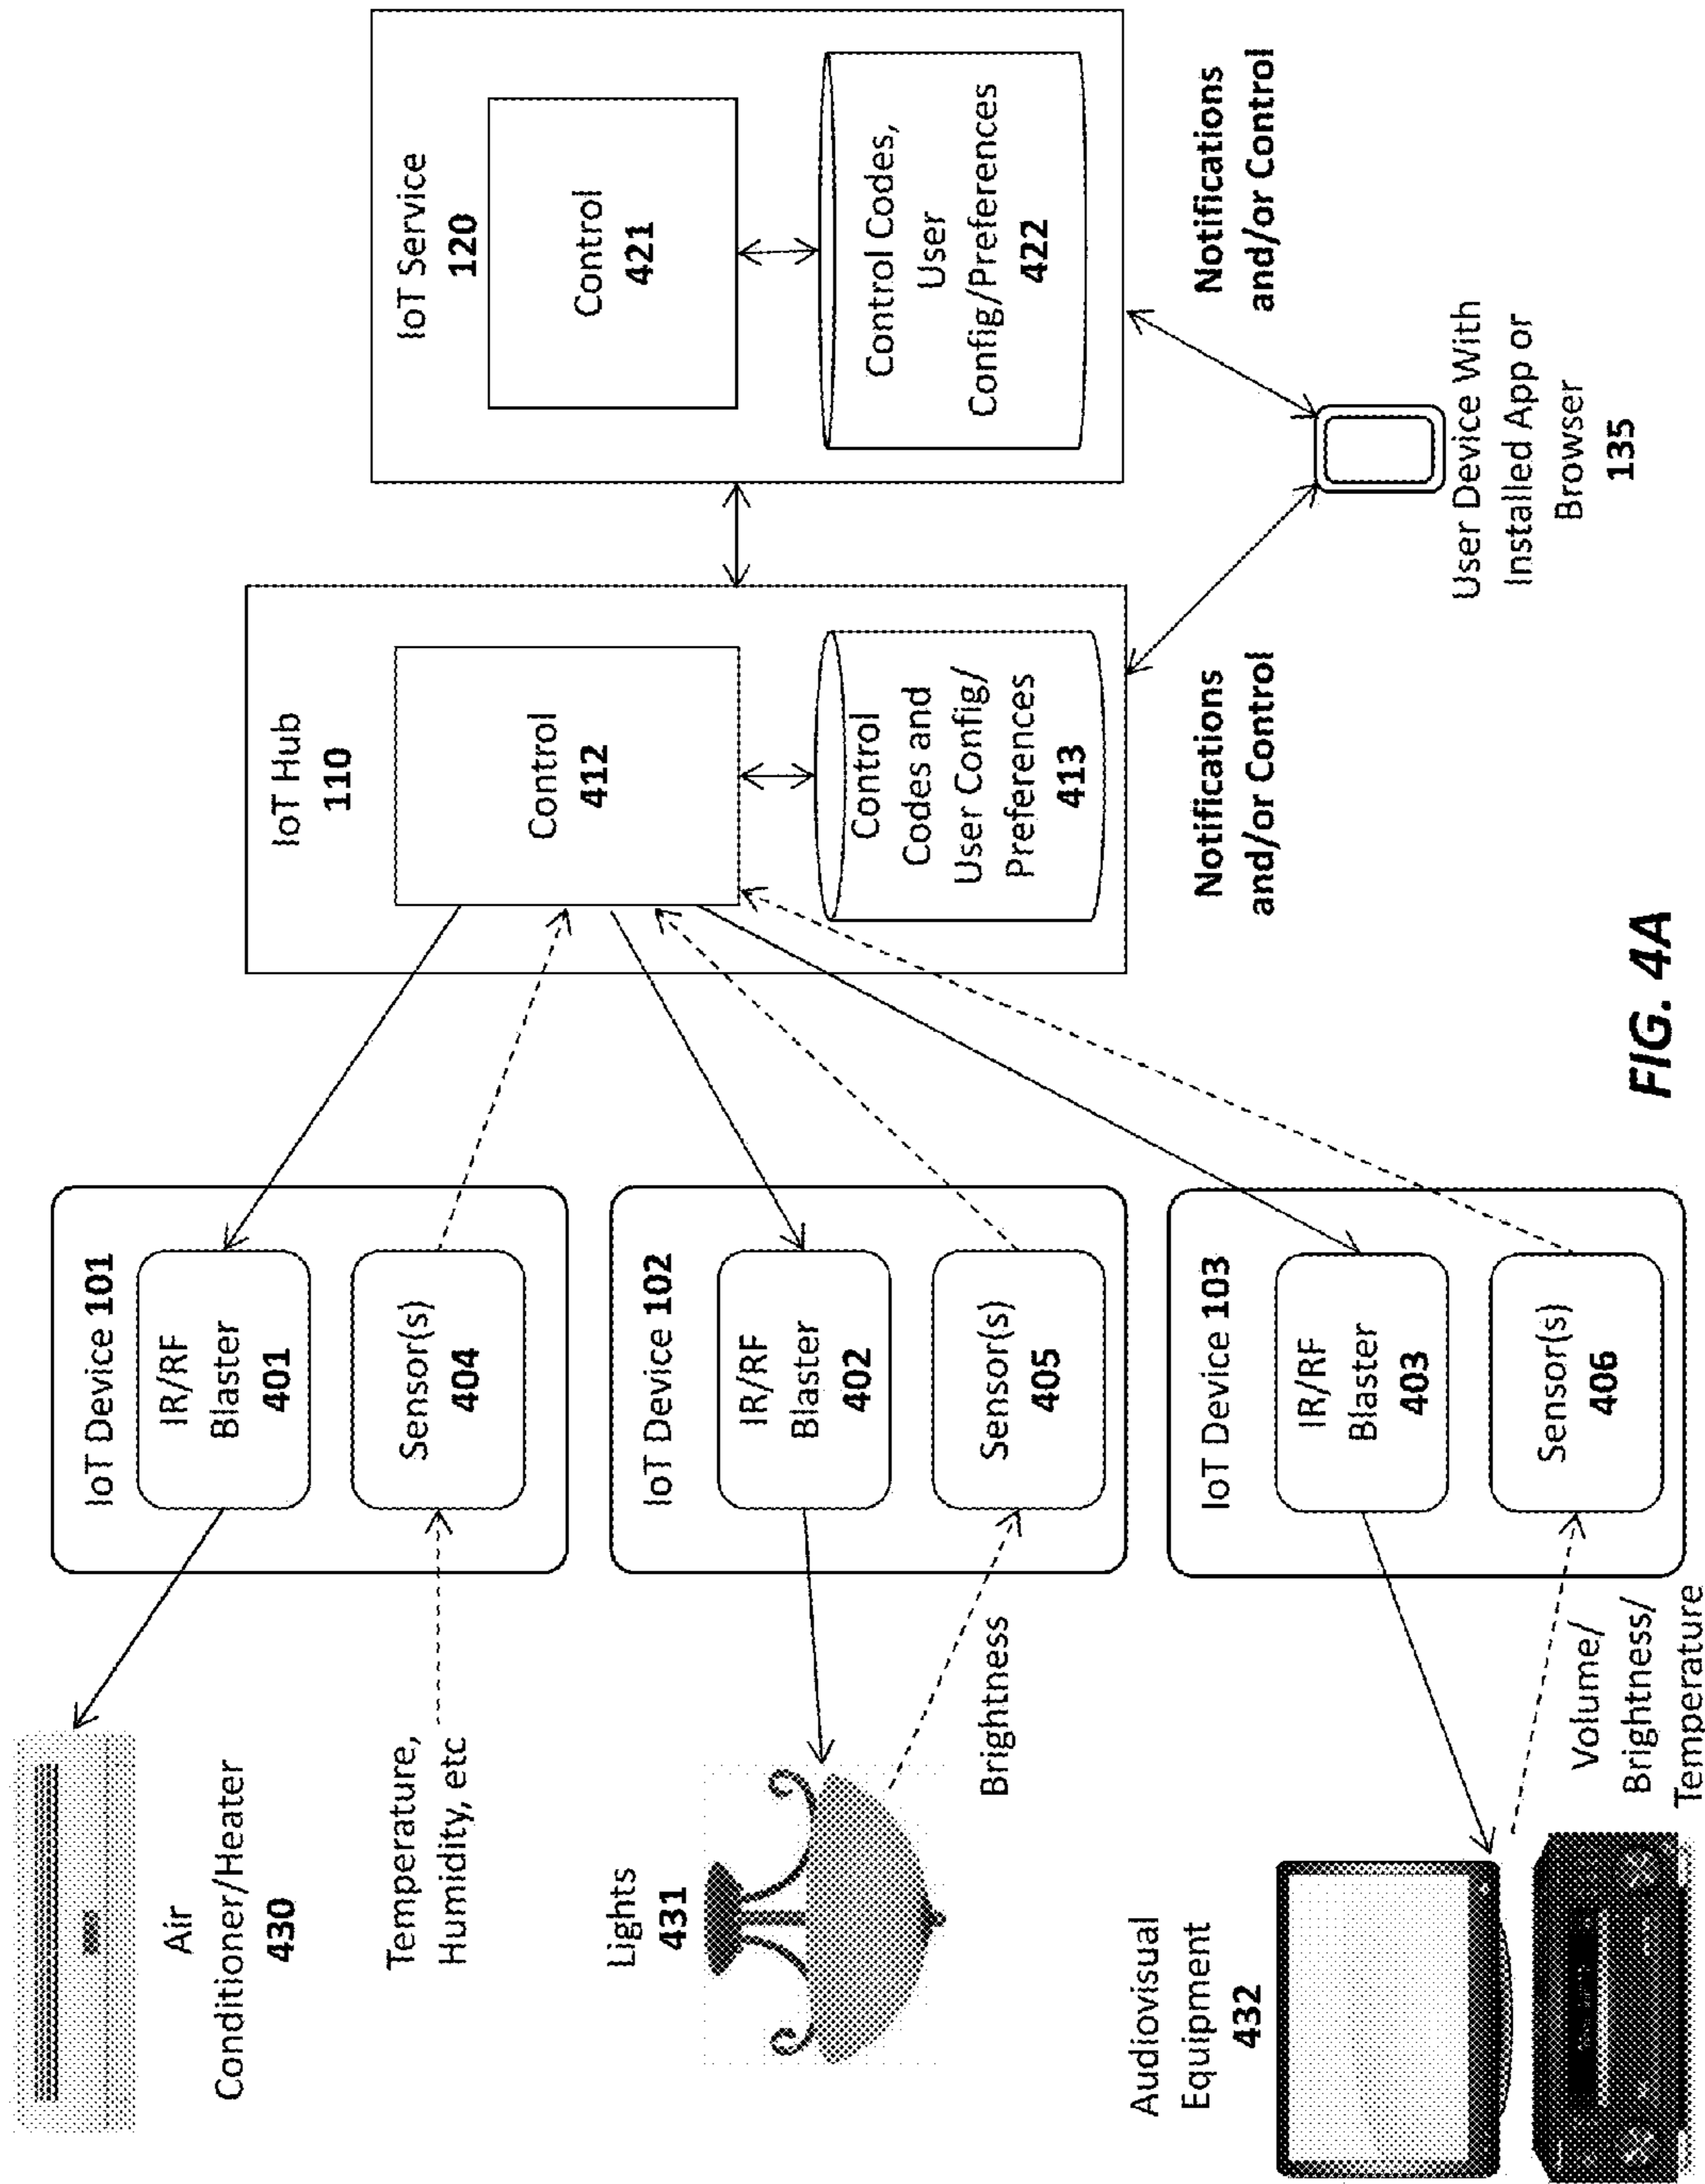 Air
Conditioner/Heater
430
Temperature,
Humidity, etc
Lights
431
Brightness
Audiovisual
Equipment
432
Volume/
Brightness/
Temperature
IoT Device 101
IR/RF
Blaster
401
Sensor(s)
404
IoT Device 102
IR/RF
Blaster
402
Sensor(s)
405
IoT Device 103
IR/RF
Blaster
403
Sensor(s)
406
IoT Hub
110
Control
412
Control
Codes and
User Config/
Preferences
413
Notifications
and/or Control
IoT Service
120
Control
421
Control Codes,
User
Config/Preferences
422
Notifications
and/or Control
User Device With
Installed App or
Browser
135
FIG. 4A